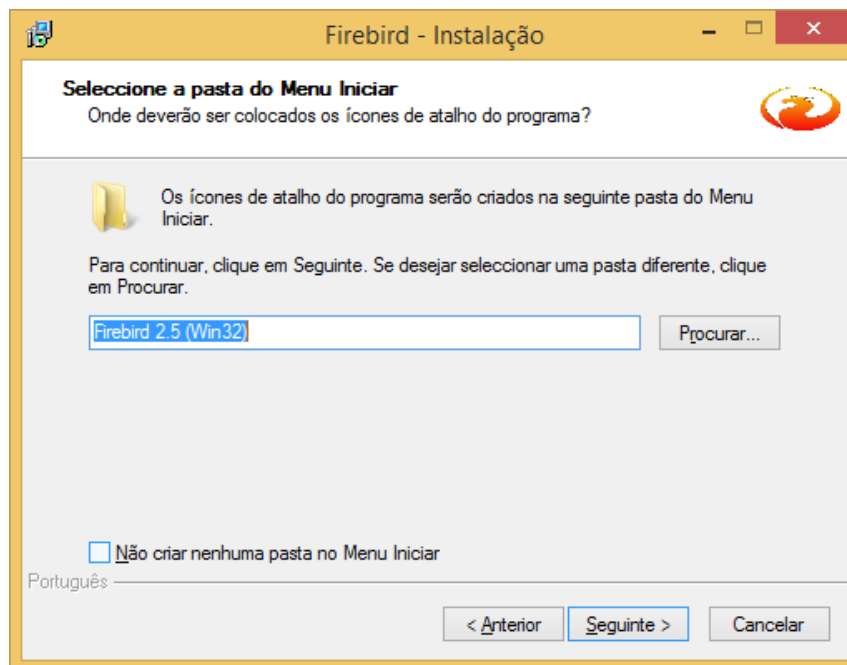 Firebird - Instalação
Seleccione a pasta do Menu Iniciar
Onde deverão ser colocados os ícones de atalho do programa?
Os ícones de atalho do programa serão criados na seguinte pasta do Menu
Iniciar.
Para continuar, clique em Seguinte. Se desejar seleccionar uma pasta diferente, clique
em Procurar.
Firebird 2.5 (Win32)
Procurar...
Não criar nenhuma pasta no Menu Iniciar
Português
< Anterior
Seguinte >
Cancelar